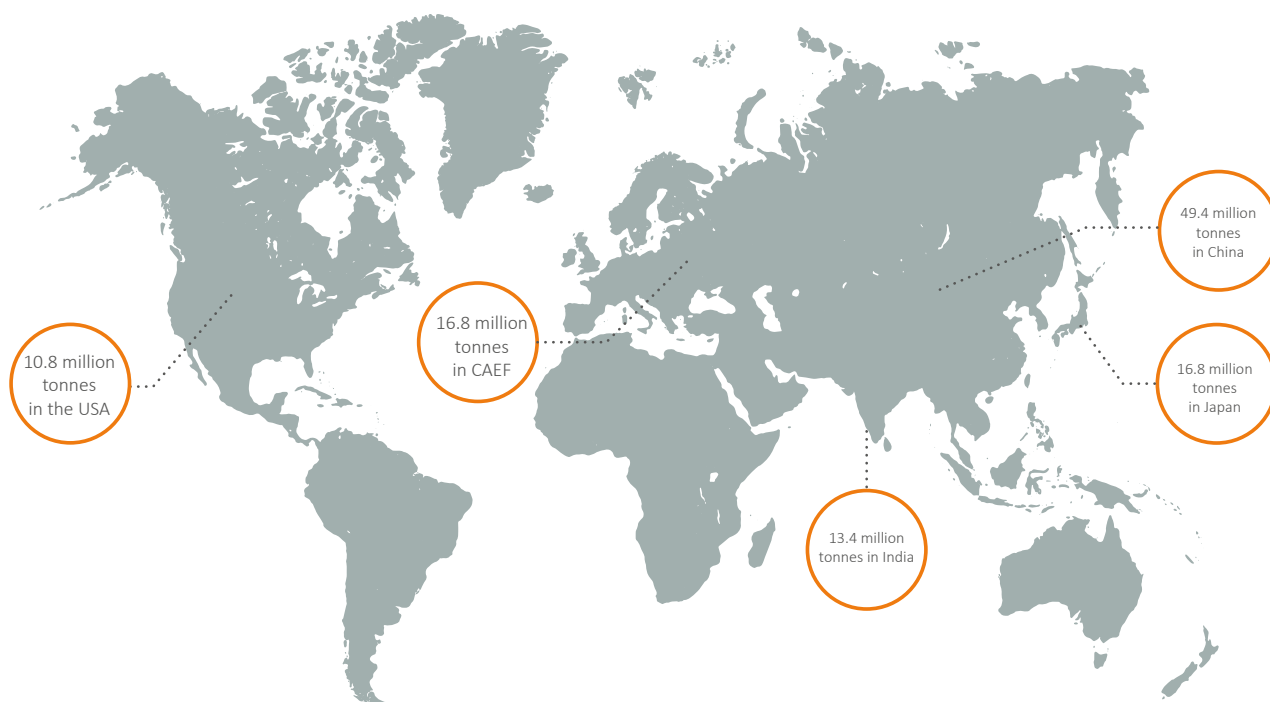 49.4 million
tonnes
in China
16.8 million
tonnes
in CAEF
10.8 million
tonnes
in the USA
16.8 million
tonnes
in Japan
13.4 million
tonnes in India